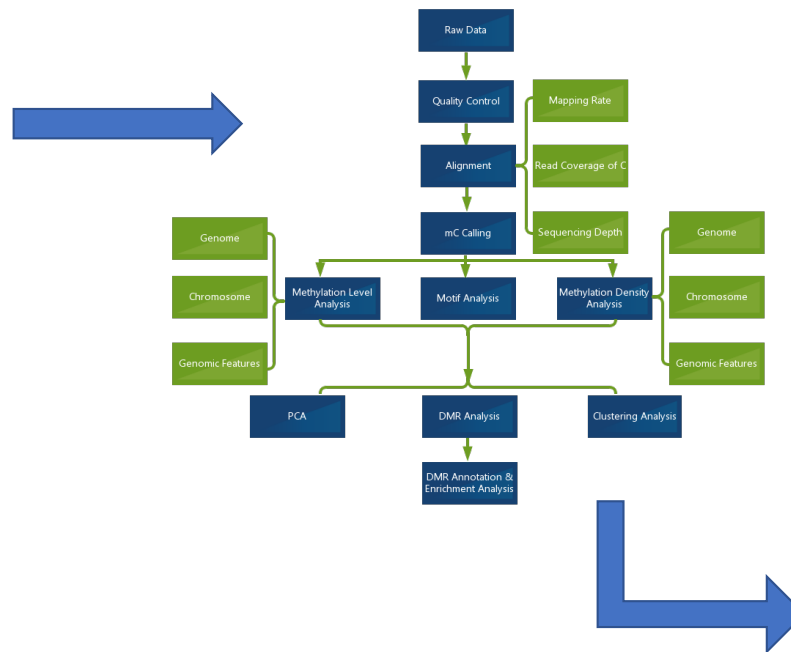 Raw Data
Quality Control
Mapping Rate
Alignment
Read Coverage of C
mC Calling
Sequencing Depth
Genome
Genome
Chromosome
Methylation Level
Analysis
Motif Analysis
Methylation Density
Analysis
Chromosome
Genomic Features
Genomic Features
PCA
DMR Analysis
Clustering Analysis
DMR Annotation &
Enrichment Analysis